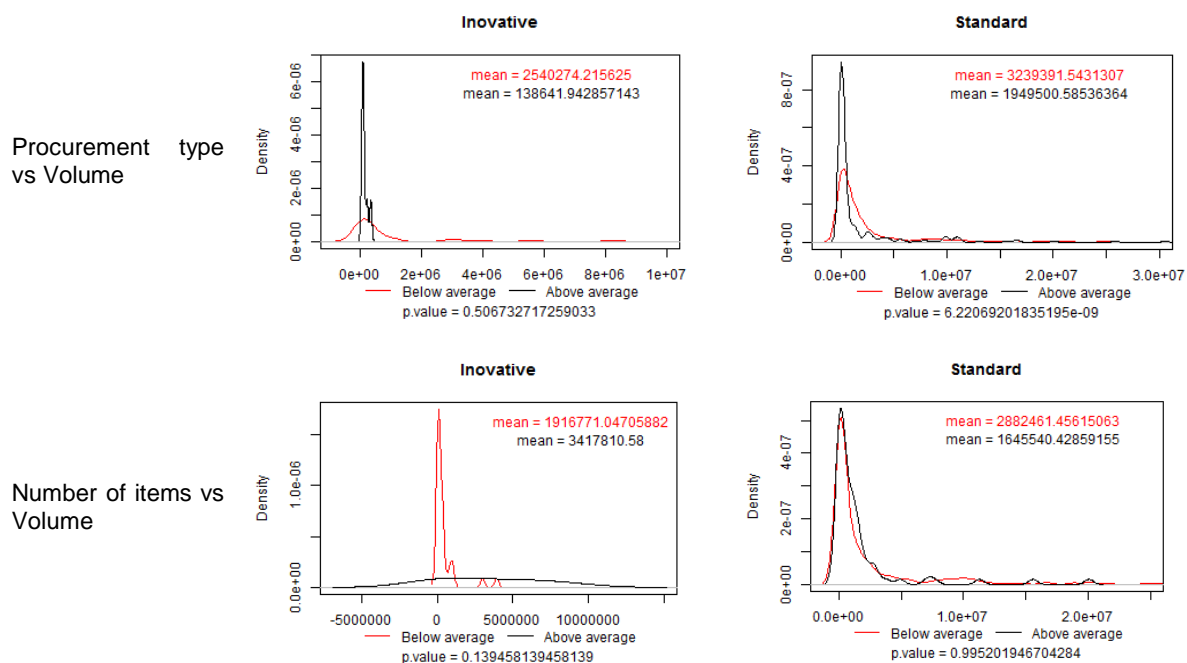 Inovative
Standard
Procurement type
vs Volume
Density
6e-06
4e-06
2e-06
0e+00
mean = 2540274.215625
mean = 138641.942857143
0e+00 2e+06 4e+06 6e+06 8e+06 1e+07
Below average Above average
p.value = 0.506732717259033
Density
8e-07
4e-07
0e+00
mean = 3239391.5431307
mean = 1949500.58536364
0.0e+00 1.0e+07 2.0e+07 3.0e+07
Below average Above average
p.value = 6.22069201835195e-09
Inovative
Standard
Number of items vs
Volume
Density
1.0e-06
0.0e+00
mean = 1916771.04705882
mean = 3417810.58
-5000000 0 5000000 10000000
Below average Above average
p.value = 0.139458139458139
Density
4e-07
2e-07
0e+00
mean = 2882461.45615063
mean = 1645540.42859155
0.0e+00 1.0e+07 2.0e+07
Below average Above average
p.value = 0.995201946704284